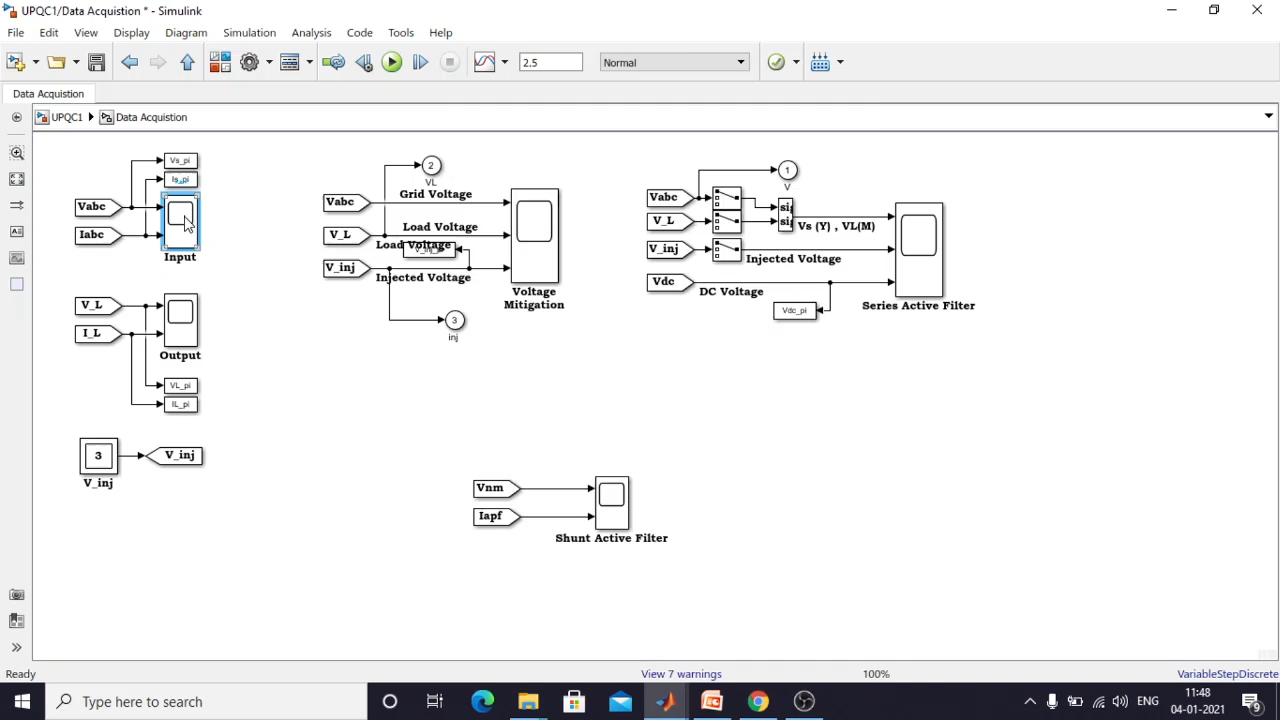 UPQC1/Data Acquistion * - Simulink
File Edit View Display Diagram Simulation Analysis Code Tools Help
2.5 Normal
Data Acquistion
UPQC1 Data Acquistion
Vs_pi
Is_pi
Vabc
Iabc
Input
V_L
I_L
Output
VL_pi
IL_pi
3
V_inj
V_inj
2
VL
Vabc
Grid Voltage
V_L
Load Voltage
Load Voltage
V_inj
Injected Voltage
3
inj
Voltage
Mitigation
1
V
Vabc
V_L
sig
sig
Vs (Y) , VL(M)
V_inj
Injected Voltage
Vdc
DC Voltage
Vdc_pi
Series Active Filter
Vnm
Iapf
Shunt Active Filter
Ready View 7 warnings 100% VariableStepDiscrete
Type here to search
ENG
11:48
04-01-2021
9